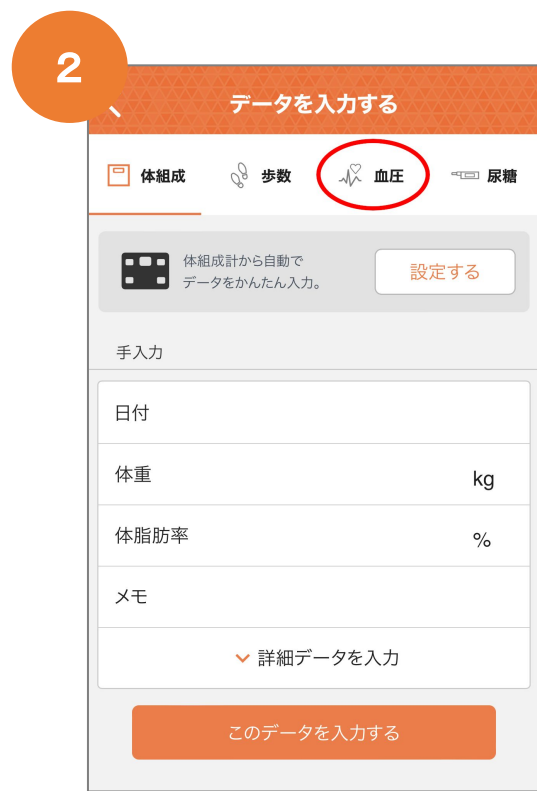 2
データを入力する
体組成 歩数 血圧 尿糖
体組成計から自動で
データをかんたん入力。
設定する
手入力
日付
体重 kg
体脂肪率 %
メモ
詳細データを入力
このデータを入力する